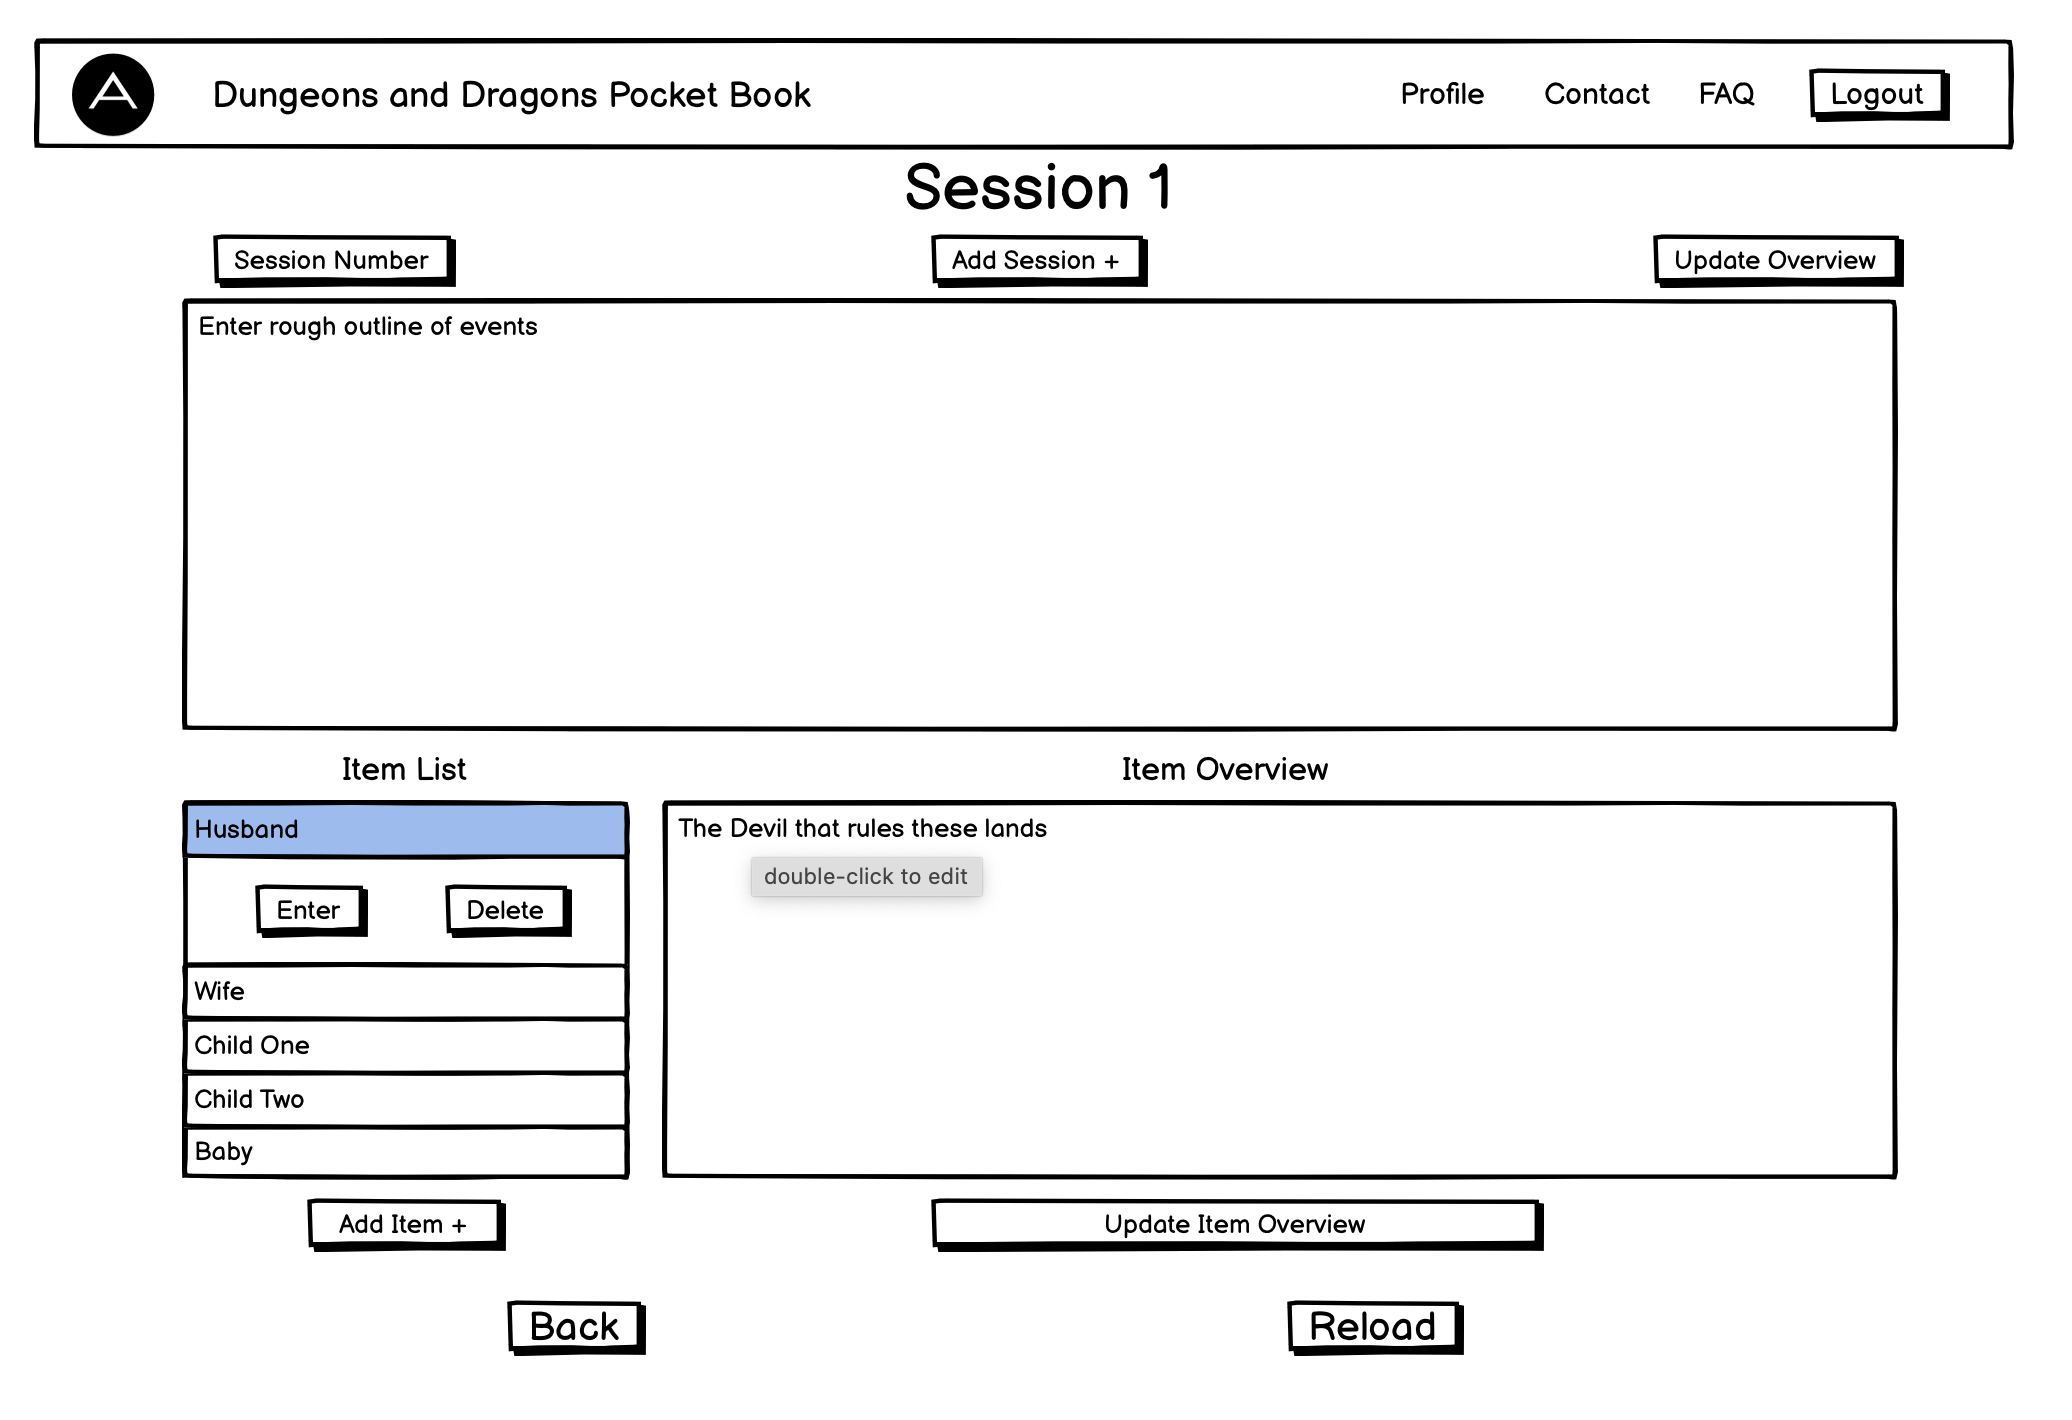 A
Dungeons and Dragons Pocket Book
Profile
Contact
FAQ
Logout
Session 1
Session Number
Add Session +
Update Overview
Enter rough outline of events
Item List
Item Overview
Husband
Enter
Delete
Wife
Child One
Child Two
Baby
The Devil that rules these lands
double-click to edit
Add Item +
Update Item Overview
Back
Reload